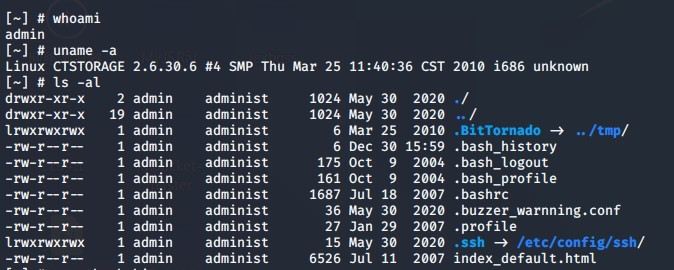 [~] # whoami
admin
[~] # uname -a
Linux CTSTORAGE 2.6.30.6 #4 SMP Thu Mar 25 11:40:36 CST 2010 i686 unknown
[~] # ls -al
drwxr-xr-x    2 admin    administ     1024 May 30  2020 ./
drwxr-xr-x   19 admin    administ     1024 May 30  2020 ../
lrwxrwxrwx    1 admin    administ        6 Mar 25  2010 .BitTornado -> ../tmp/
-rw-r--r--    1 admin    administ        6 Dec 30 15:59 .bash_history
-rw-r--r--    1 admin    administ      175 Oct  9  2004 .bash_logout
-rw-r--r--    1 admin    administ      161 Oct  9  2004 .bash_profile
-rw-r--r--    1 admin    administ     1687 Jul 18  2007 .bashrc
-rw-r--r--    1 admin    administ       36 May 30  2020 .buzzer_warnning.conf
-rw-r--r--    1 admin    administ       27 Jan 29  2007 .profile
lrwxrwxrwx    1 admin    administ       15 May 30  2020 .ssh -> /etc/config/ssh/
-rw-r--r--    1 admin    administ     6526 Jul 11  2007 index_default.html